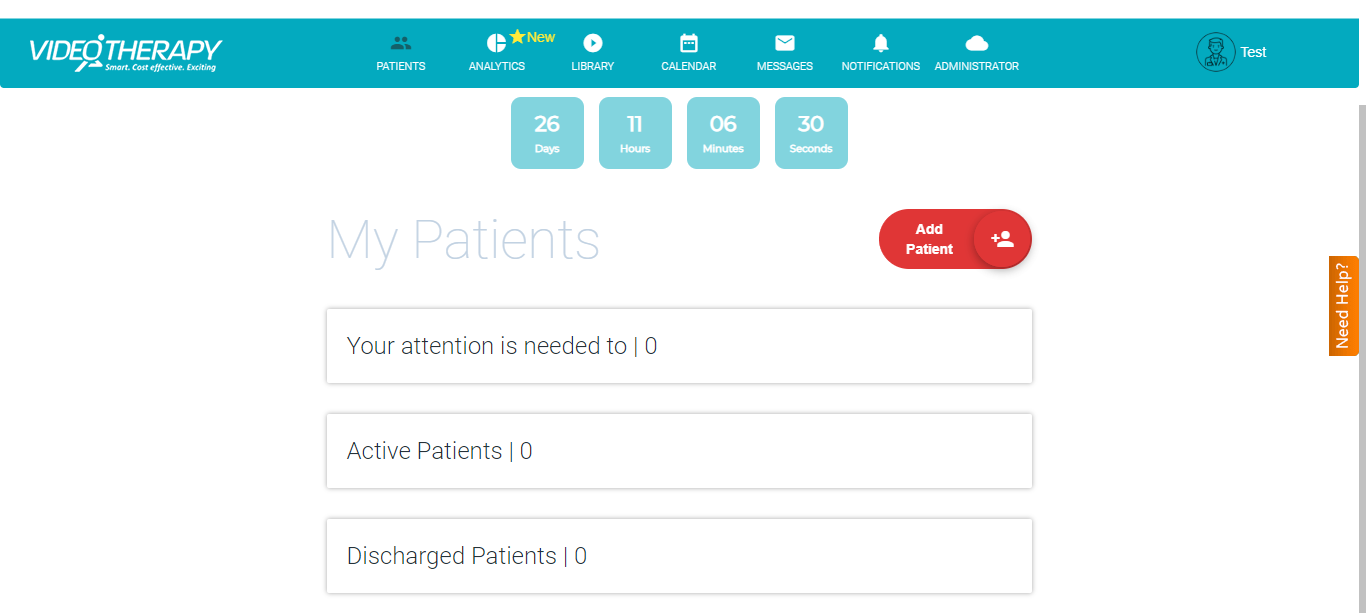 VIDEOTHERAPY
Smart. Cost effective. Exciting
PATIENTS
New
ANALYTICS
LIBRARY
CALENDAR
MESSAGES
NOTIFICATIONS
ADMINISTRATOR
Test
26
Days
11
Hours
06
Minutes
30
Seconds
My Patients
Add
Patient
Need Help?
Your attention is needed to | 0
Active Patients | 0
Discharged Patients | 0